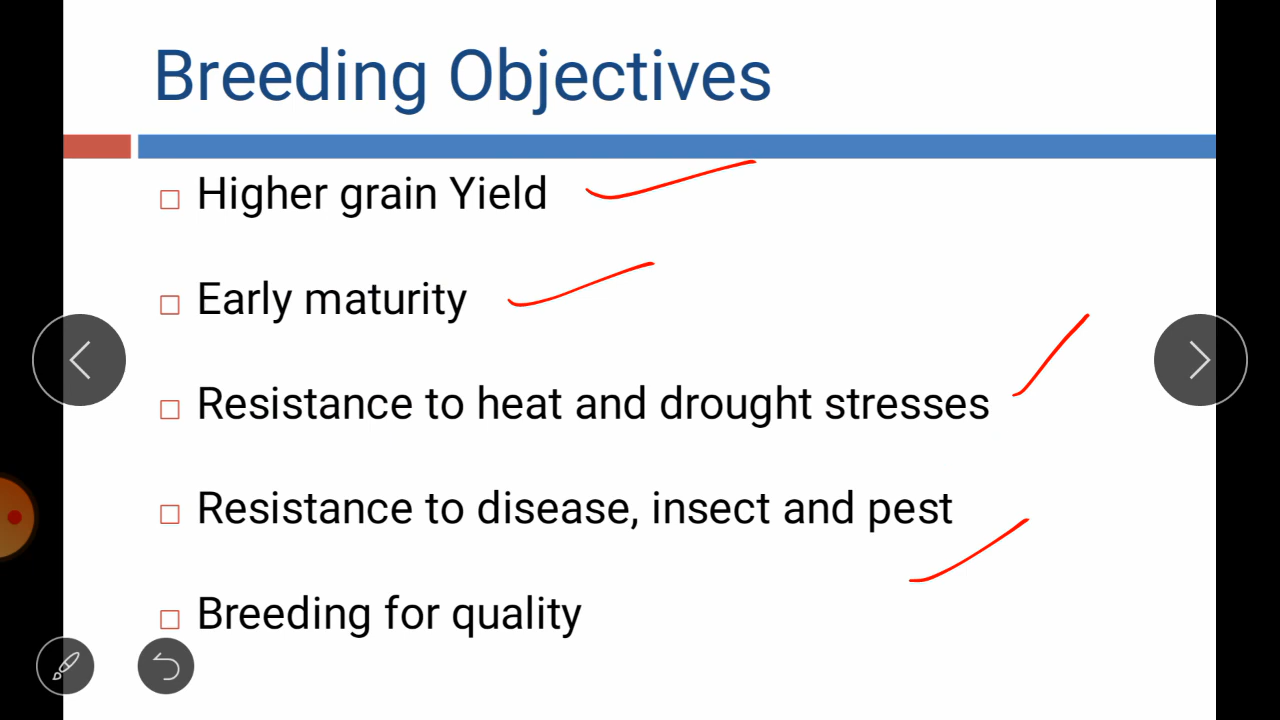 Breeding Objectives
Higher grain Yield
Early maturity
Resistance to heat and drought stresses
Resistance to disease, insect and pest
Breeding for quality